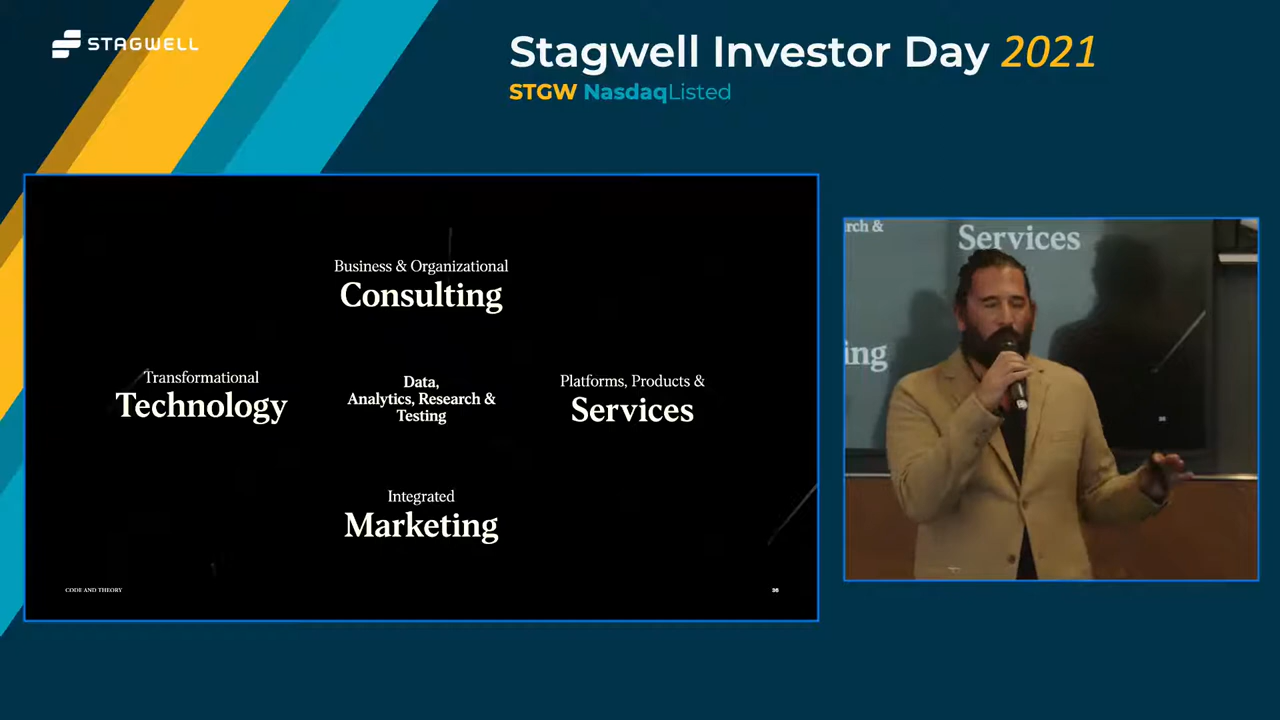 STAGWELL
Stagwell Investor Day 2021
STGW NasdaqListed
Business & Organizational
Consulting
Transformational
Technology
Data,
Analytics, Research &
Testing
Platforms, Products &
Services
Integrated
Marketing
CODE AND THEORY
36
rch &
Services
ing